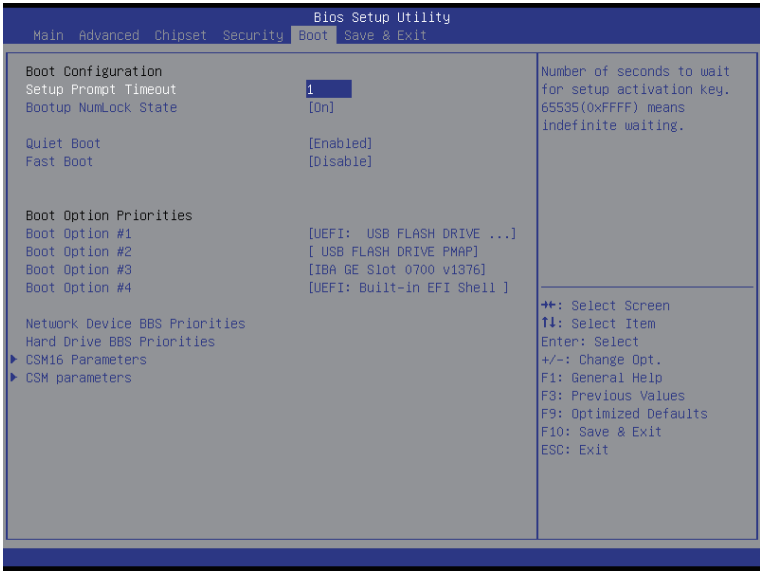 Bios Setup Utility
Main Advanced Chipset Security Boot Save & Exit
Boot Configuration
Setup Prompt Timeout 1
Bootup NumLock State [On]
Quiet Boot [Enabled]
Fast Boot [Disable]
Boot Option Priorities
Boot Option #1 [UEFI: USB FLASH DRIVE ...]
Boot Option #2 [ USB FLASH DRIVE PMAP]
Boot Option #3 [IBA GE Slot 0700 v1376]
Boot Option #4 [UEFI: Built-in EFI Shell ]
Network Device BBS Priorities
Hard Drive BBS Priorities
CSM16 Parameters
CSM parameters
Number of seconds to wait
for setup activation key.
65535(0xFFFF) means
indefinite waiting.
→←: Select Screen
↑↓: Select Item
Enter: Select
+/-: Change Opt.
F1: General Help
F3: Previous Values
F9: Optimized Defaults
F10: Save & Exit
ESC: Exit